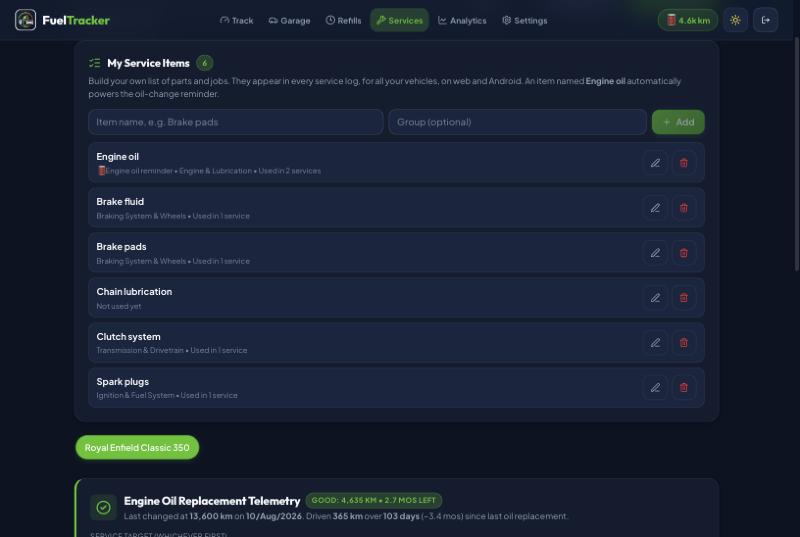 FuelTracker
Track
Garage
Refills
Services
Analytics
Settings
4.6k km
My Service Items 6
Build your own list of parts and jobs. They appear in every service log, for all your vehicles, on web and Android. An item named Engine oil automatically
powers the oil-change reminder.
Item name, e.g. Brake pads
Group (optional)
+ Add
Engine oil
Engine oil reminder • Engine & Lubrication • Used in 2 services
Brake fluid
Braking System & Wheels • Used in 1 service
Brake pads
Braking System & Wheels • Used in 1 service
Chain lubrication
Not used yet
Clutch system
Transmission & Drivetrain • Used in 1 service
Spark plugs
Ignition & Fuel System • Used in 1 service
Royal Enfield Classic 350
Engine Oil Replacement Telemetry GOOD: 4,635 KM • 2.7 MOS LEFT
Last changed at 13,600 km on 10/Aug/2026. Driven 365 km over 103 days (~3.4 mos) since last oil replacement.
SERVICE TARGET (WHICHEVER FIRST)